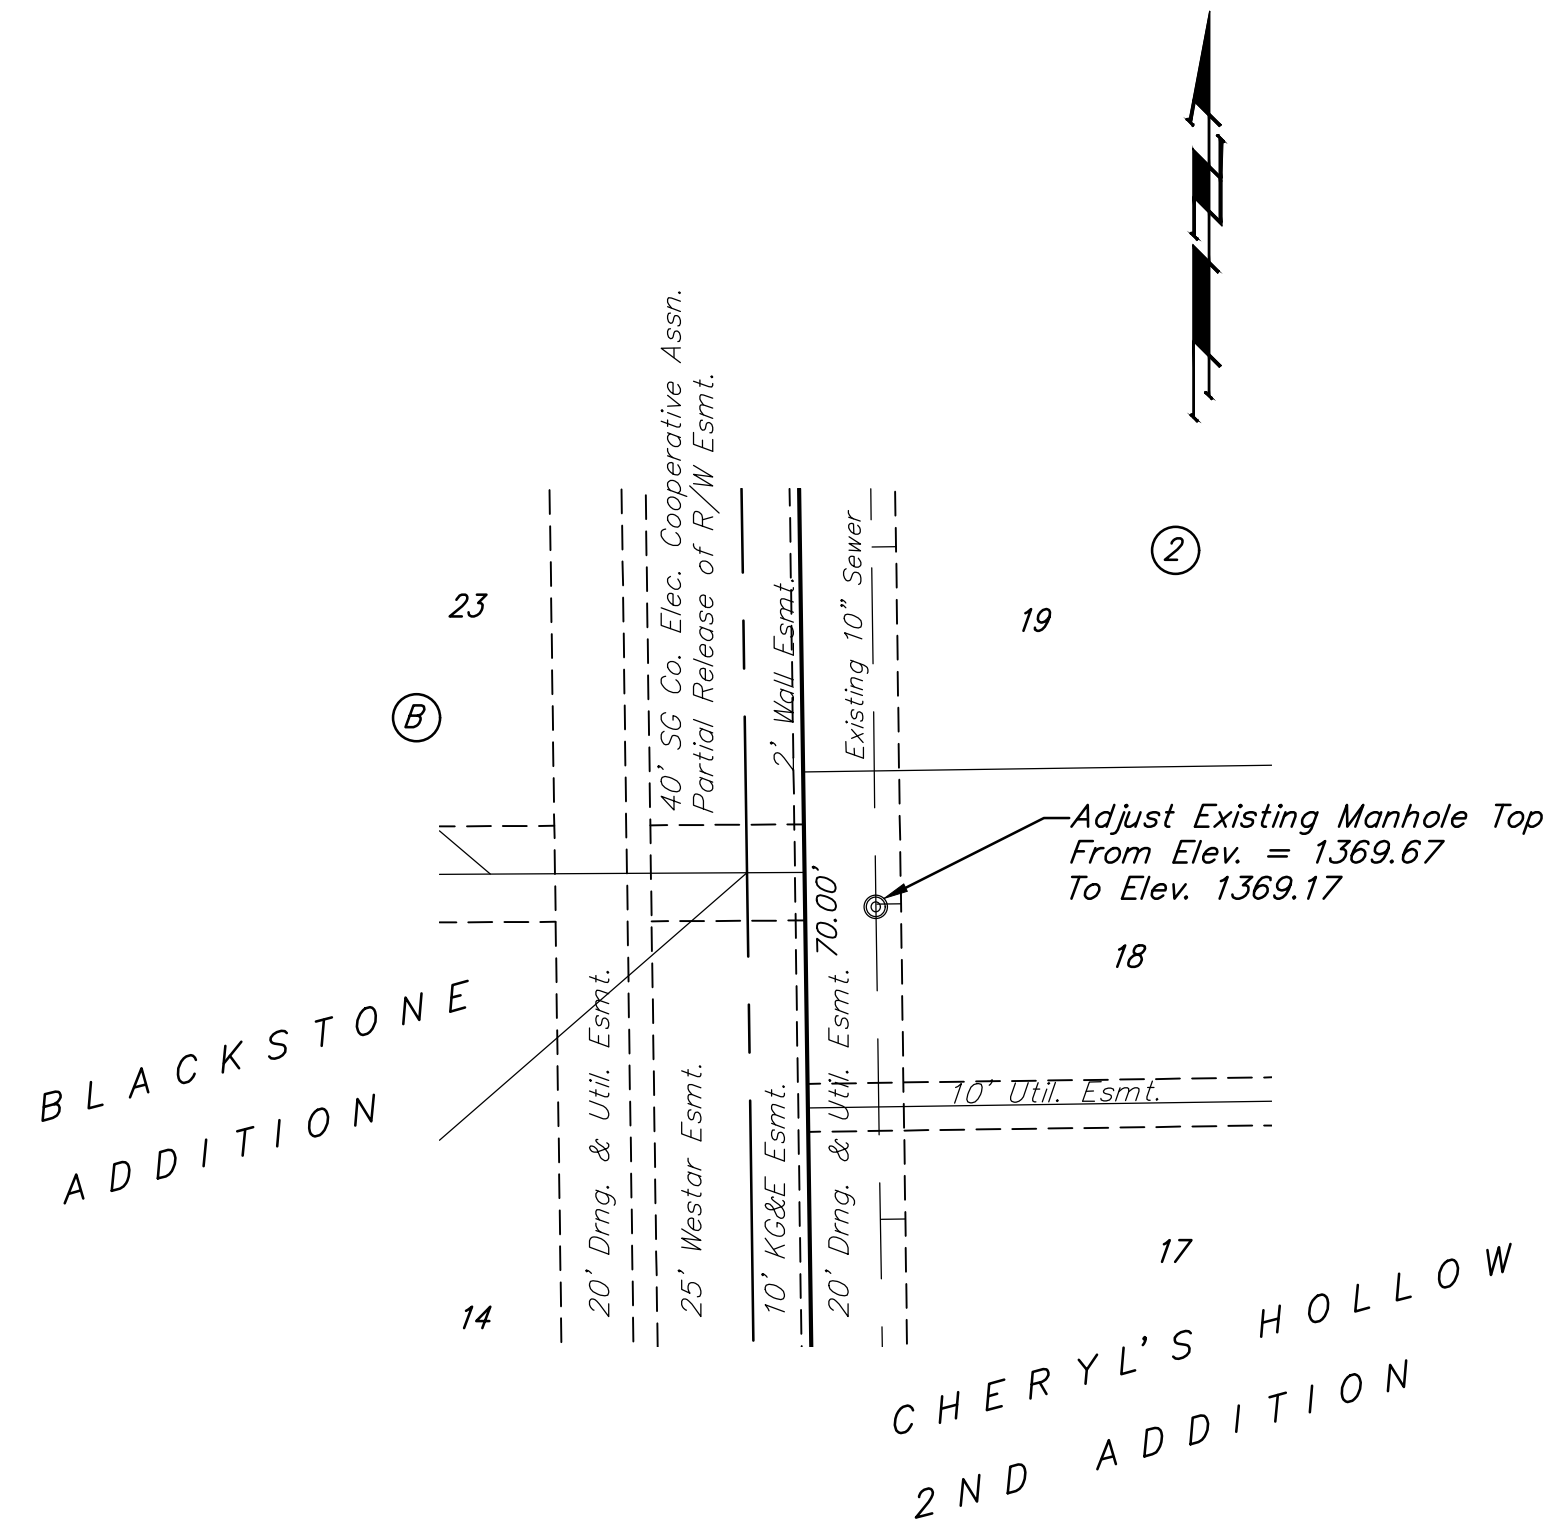 40' SG Co. Elec. Cooperative Assn.
Partial Release of R/W Esmt.
2' Wall Esmt.
Existing 10" Sewer
2
23
19
B
Adjust Existing Manhole Top
From Elev. = 1369.67
To Elev. 1369.17
70.00'
18
BLACKSTONE
ADDITION
20' Drng. & Util. Esmt.
25' Westar Esmt.
10' KG&E Esmt.
20' Drng. & Util. Esmt.
10' Util. Esmt.
17
14
CHERYL'S HOLLOW
2ND ADDITION